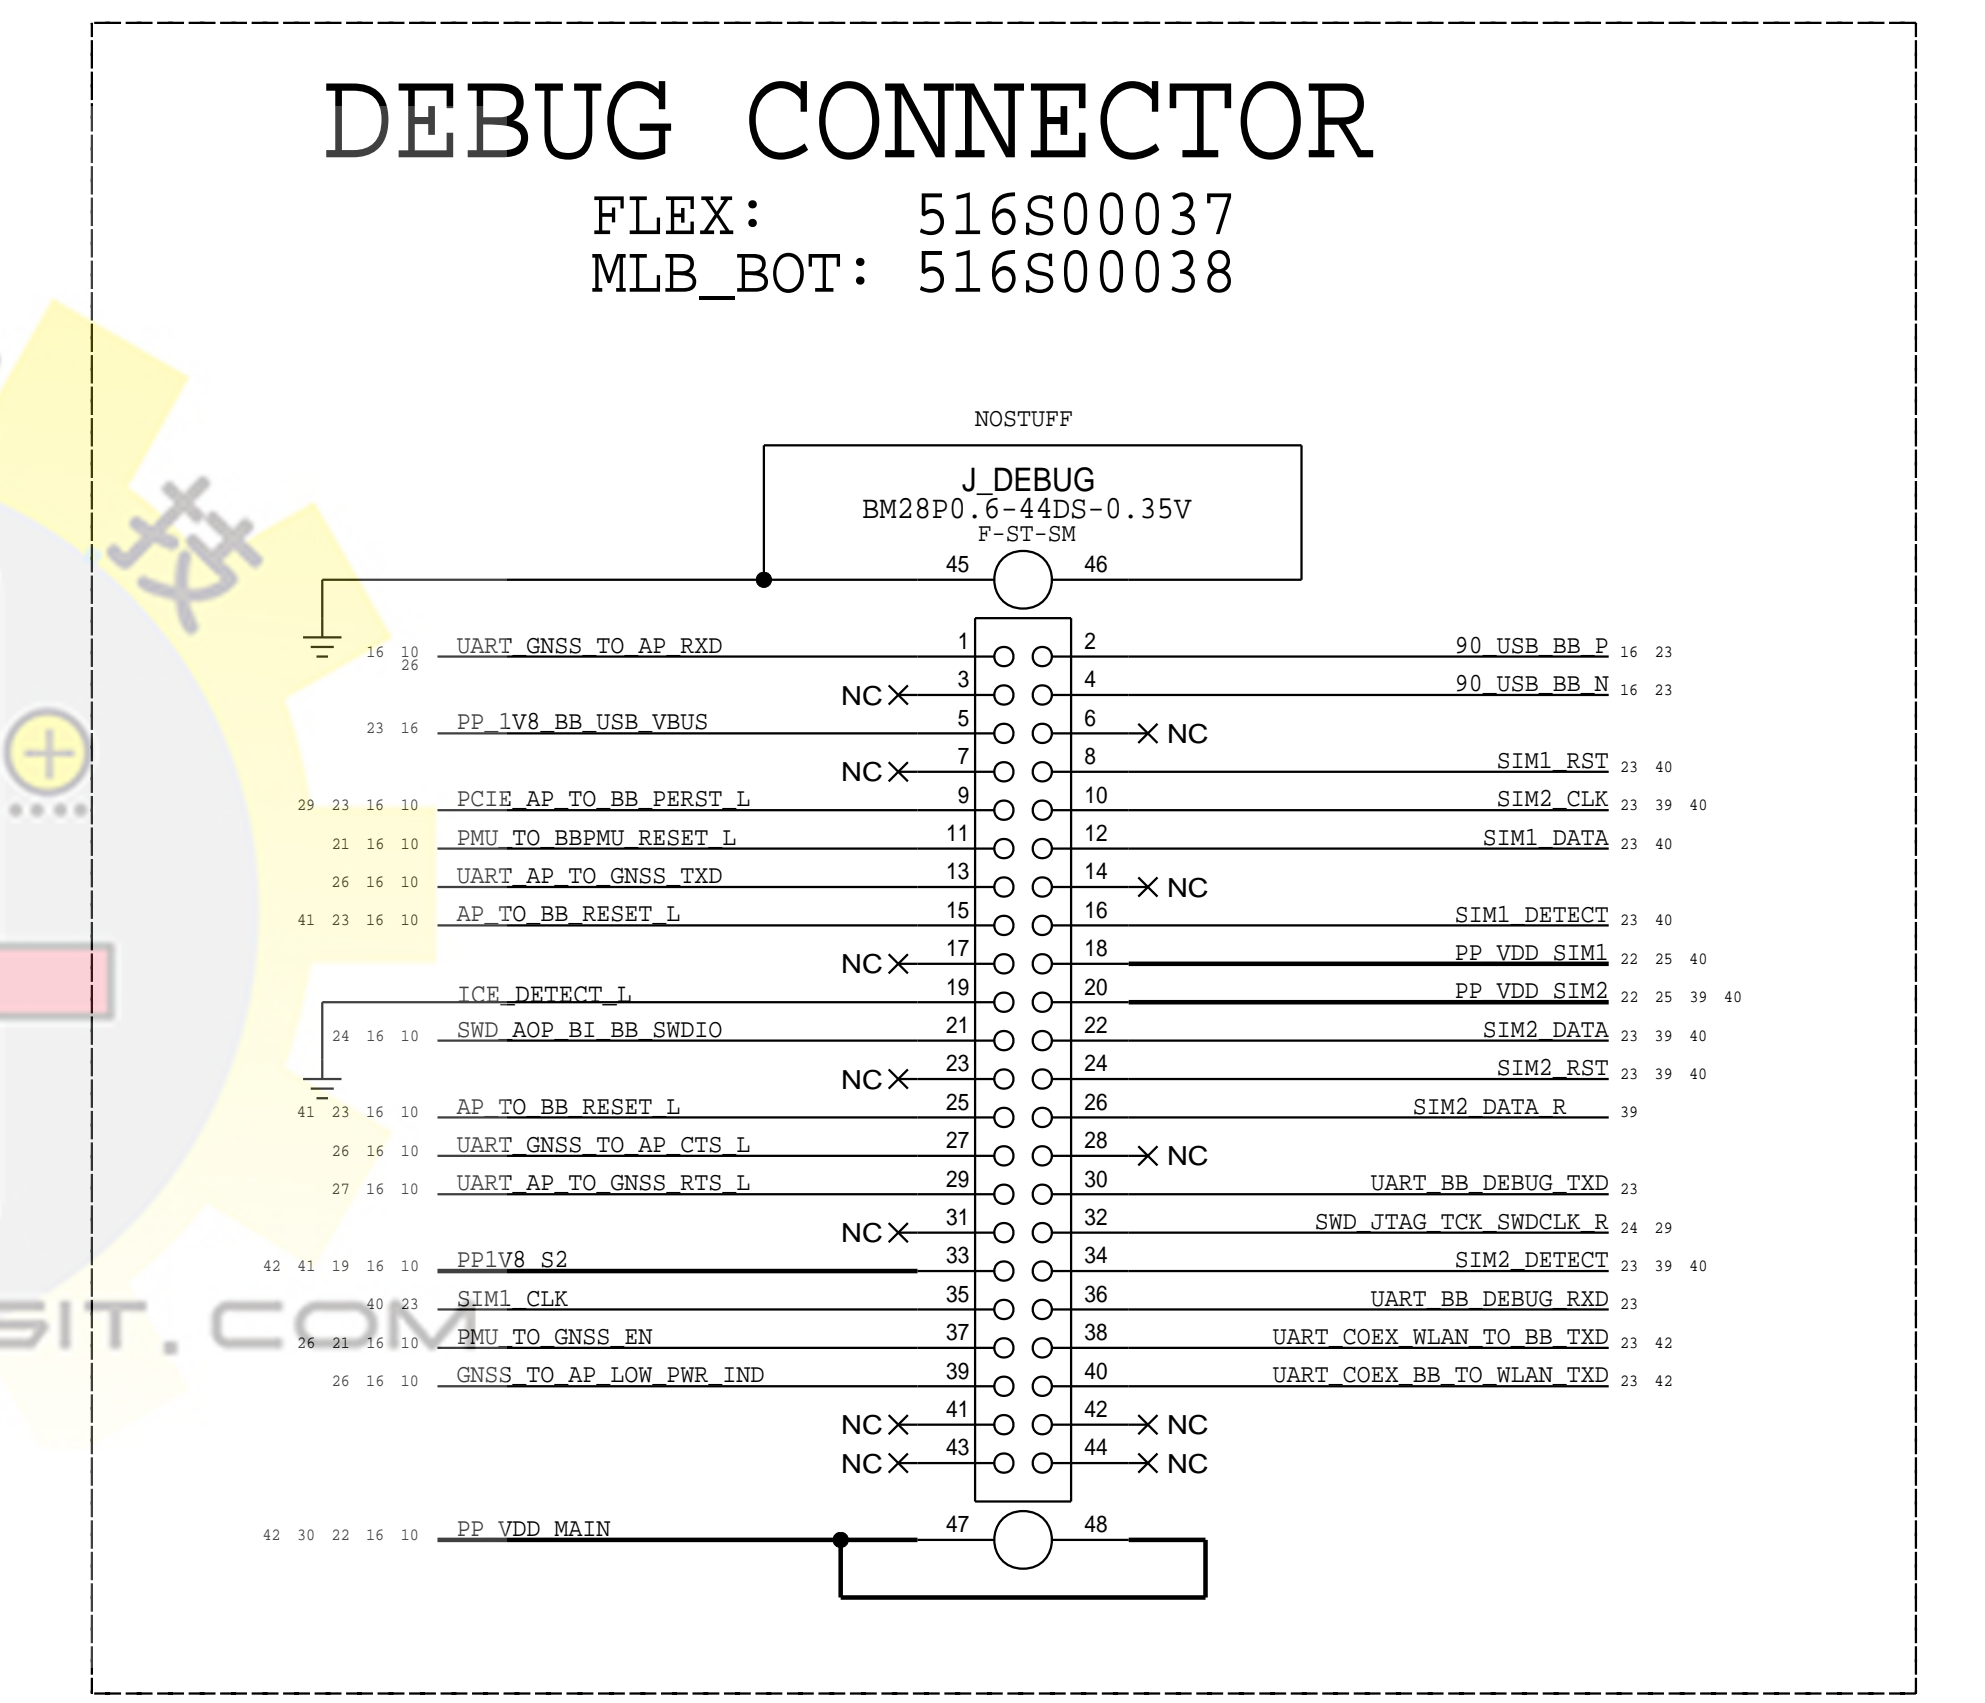 DEBUG CONNECTOR
FLEX: 516S00037
MLB_BOT: 516S00038
NOSTUFF
J_DEBUG
BM28P0.6-44DS-0.35V
F-ST-SM
45 46
技
16 10 UART_GNSS_TO_AP_RXD 1 2 90_USB_BB_P 16 23
26
NC 3 4 90_USB_BB_N 16 23
23 16 PP_1V8_BB_USB_VBUS 5 6 NC
NC 7 8 SIM1_RST 23 40
29 23 16 10 PCIE_AP_TO_BB_PERST_L 9 10 SIM2_CLK 23 39 40
21 16 10 PMU_TO_BBPMU_RESET_L 11 12 SIM1_DATA 23 40
26 16 10 UART_AP_TO_GNSS_TXD 13 14 NC
41 23 16 10 AP_TO_BB_RESET_L 15 16 SIM1_DETECT 23 40
NC 17 18 PP_VDD_SIM1 22 25 40
ICE_DETECT_L 19 20 PP_VDD_SIM2 22 25 39 40
24 16 10 SWD_AOP_BI_BB_SWDIO 21 22 SIM2_DATA 23 39 40
NC 23 24 SIM2_RST 23 39 40
41 23 16 10 AP_TO_BB_RESET_L 25 26 SIM2_DATA_R 39
26 16 10 UART_GNSS_TO_AP_CTS_L 27 28 NC
27 16 10 UART_AP_TO_GNSS_RTS_L 29 30 UART_BB_DEBUG_TXD 23
NC 31 32 SWD_JTAG_TCK_SWDCLK_R 24 29
42 41 19 16 10 PP1V8_S2 33 34 SIM2_DETECT 23 39 40
40 23 SIM1_CLK 35 36 UART_BB_DEBUG_RXD 23
SIT.COM
26 21 16 10 PMU_TO_GNSS_EN 37 38 UART_COEX_WLAN_TO_BB_TXD 23 42
26 16 10 GNSS_TO_AP_LOW_PWR_IND 39 40 UART_COEX_BB_TO_WLAN_TXD 23 42
NC 41 42 NC
NC 43 44 NC
42 30 22 16 10 PP_VDD_MAIN 47 48